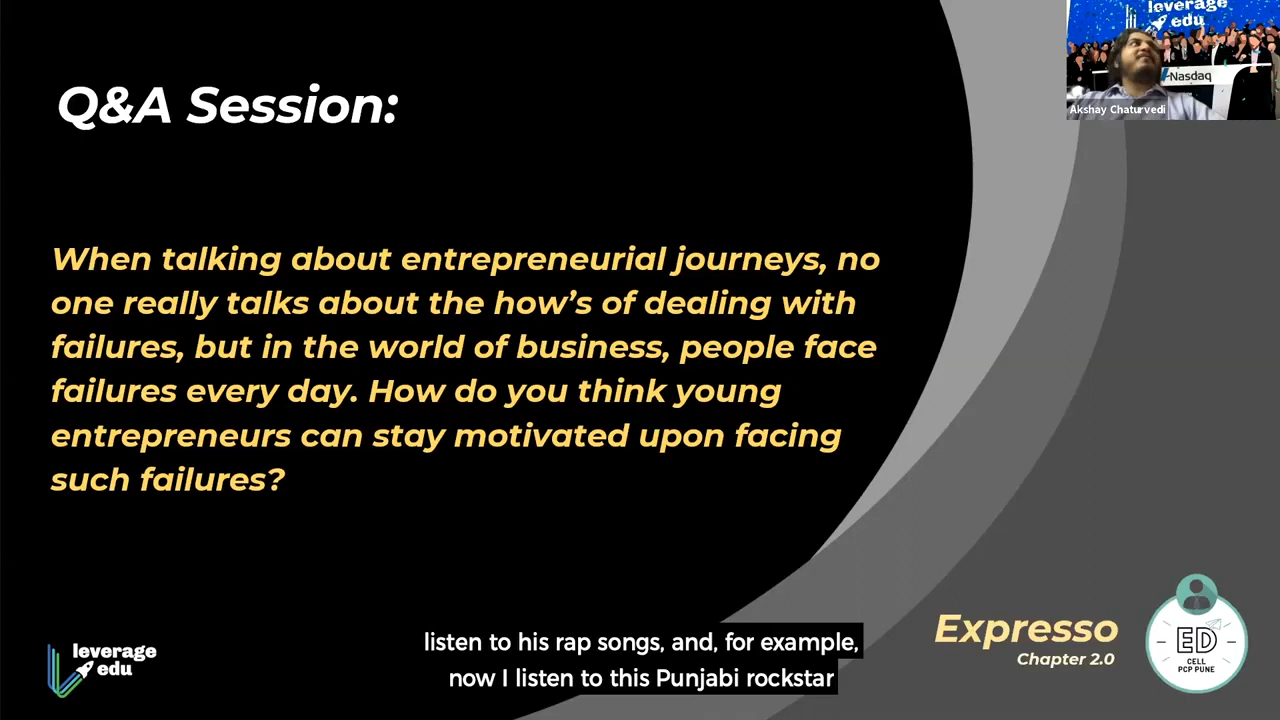 Q&A Session:
When talking about entrepreneurial journeys, no
one really talks about the how’s of dealing with
failures, but in the world of business, people face
failures every day. How do you think young
entrepreneurs can stay motivated upon facing
such failures?
leverage
edu
Nasdaq
Akshay Chaturvedi
leverage
edu
listen to his rap songs, and, for example,
now I listen to this Punjabi rockstar
Expresso
Chapter 2.0
ED
CELL
PCP PUNE